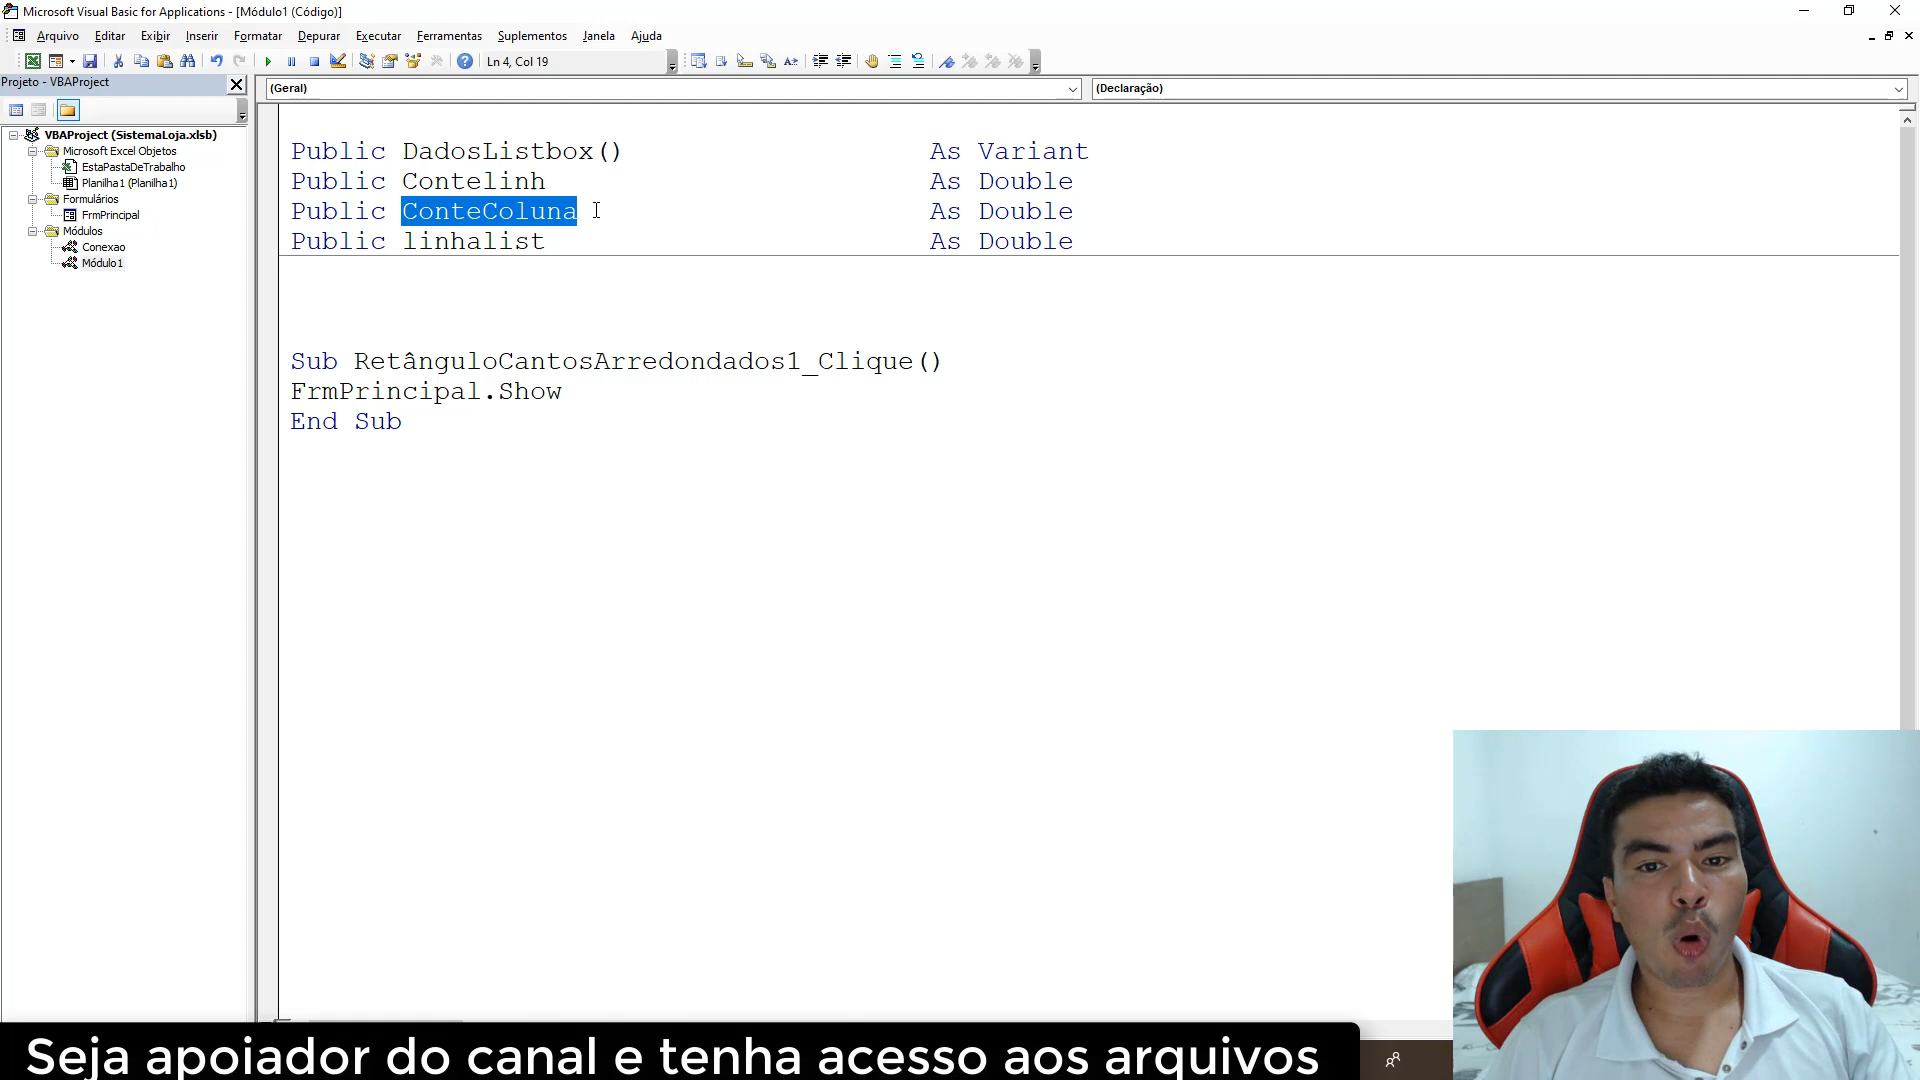 Microsoft Visual Basic for Applications - [Módulo1 (Código)]
Arquivo Editar Exibir Inserir Formatar Depurar Executar Ferramentas Suplementos Janela Ajuda
Ln 4, Col 19
Projeto - VBAProject
(Geral) (Declaração)
VBAProject (SistemaLoja.xlsb)
Microsoft Excel Objetos
EstaPastaDeTrabalho
Planilha1 (Planilha1)
Formulários
FrmPrincipal
Módulos
Conexao
Módulo1
Public DadosListbox() As Variant
Public Contelinh As Double
Public ConteColuna As Double
Public linhalist As Double
Sub RetânguloCantosArredondados1_Clique()
FrmPrincipal.Show
End Sub
Seja apoiador do canal e tenha acesso aos arquivos